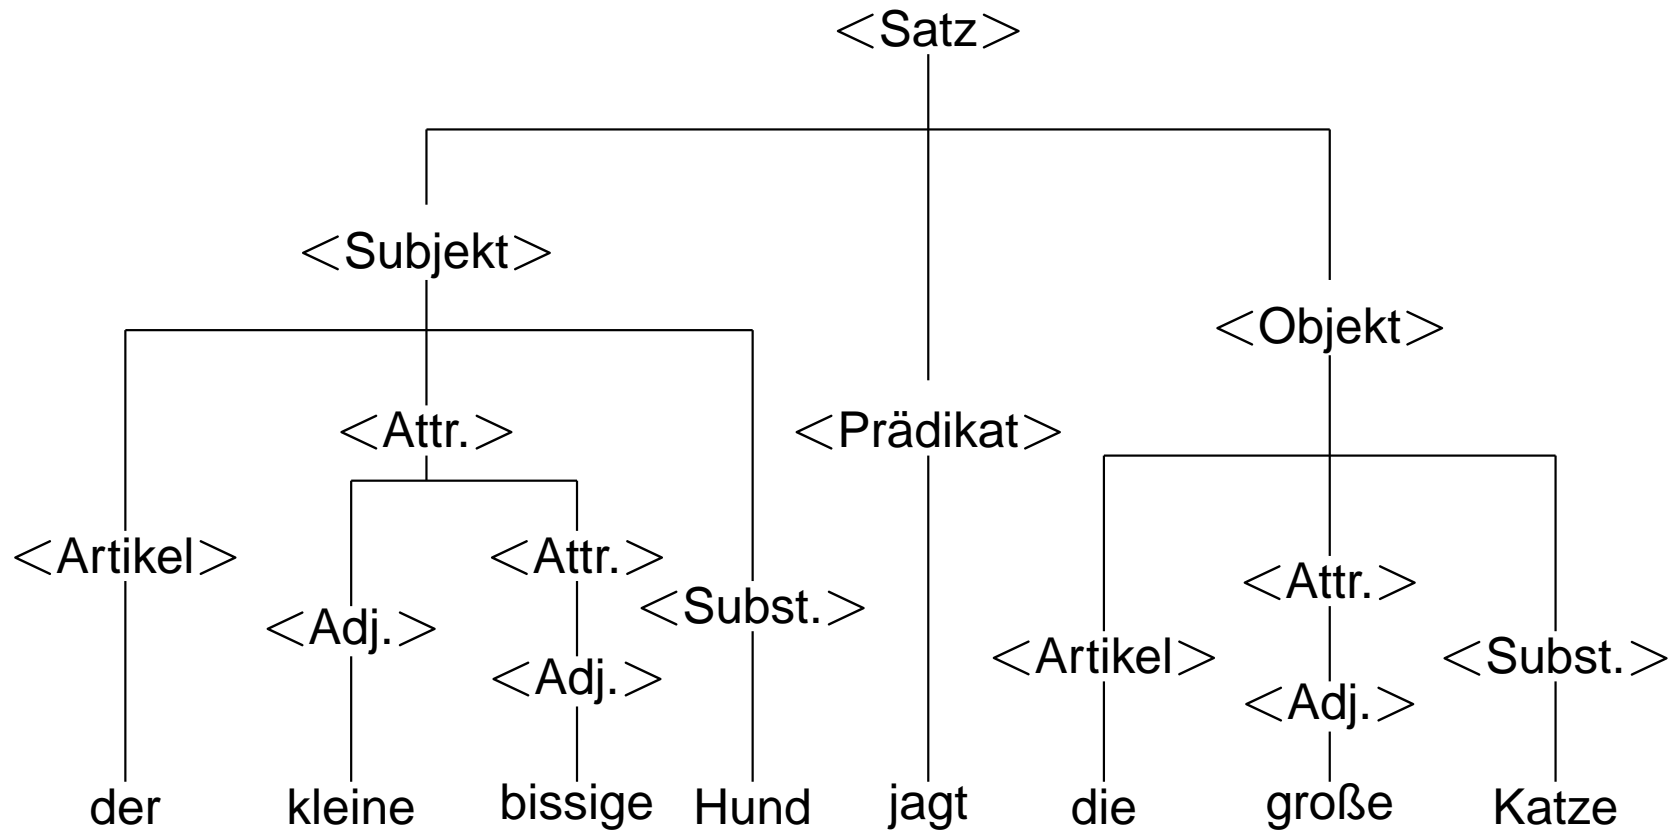 <Satz>
<Subjekt>
<Objekt>
<Attr.> <Prädikat>
<Artikel> <Attr.>
<Attr.>
<Subst.>
<Adj.>
<Artikel> <Subst.>
<Adj.>
<Adj.>
der kleine bissige Hund jagt die große Katze